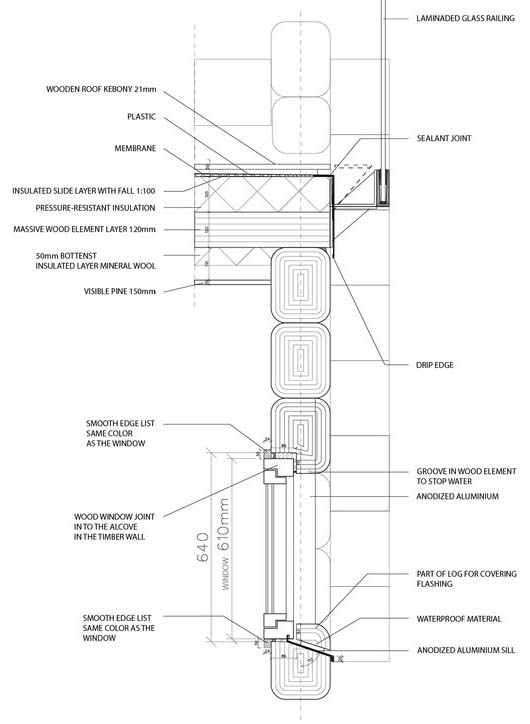 LAMINADED GLASS RAILING
WOODEN ROOF KEBONY 21mm
PLASTIC
SEALANT JOINT
MEMBRANE
INSULATED SLIDE LAYER WITH FALL 1:100
PRESSURE-RESISTANT INSULATION
MASSIVE WOOD ELEMENT LAYER 120mm
120
120
50mm BOTTENST
INSULATED LAYER MINERAL WOOL
VISIBLE PINE 150mm
DRIP EDGE
SMOOTH EDGE LIST
SAME COLOR
AS THE WINDOW
86
GROOVE IN WOOD ELEMENT
TO STOP WATER
ANODIZED ALUMINIUM
WOOD WINDOW JOINT
IN TO THE ALCOVE
IN THE TIMBER WALL
640
WINDOW 610mm
PART OF LOG FOR COVERING
FLASHING
SMOOTH EDGE LIST
SAME COLOR AS THE
WINDOW
WATERPROOF MATERIAL
ANODIZED ALUMINIUM SILL
86